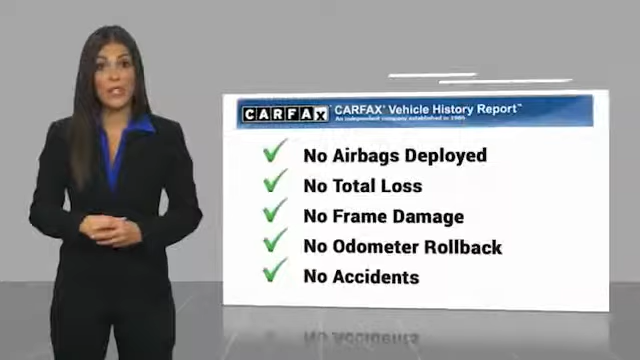 CARFAX CARFAX® Vehicle History Report™
An independent company established in 1986
No Airbags Deployed
No Total Loss
No Frame Damage
No Odometer Rollback
No Accidents